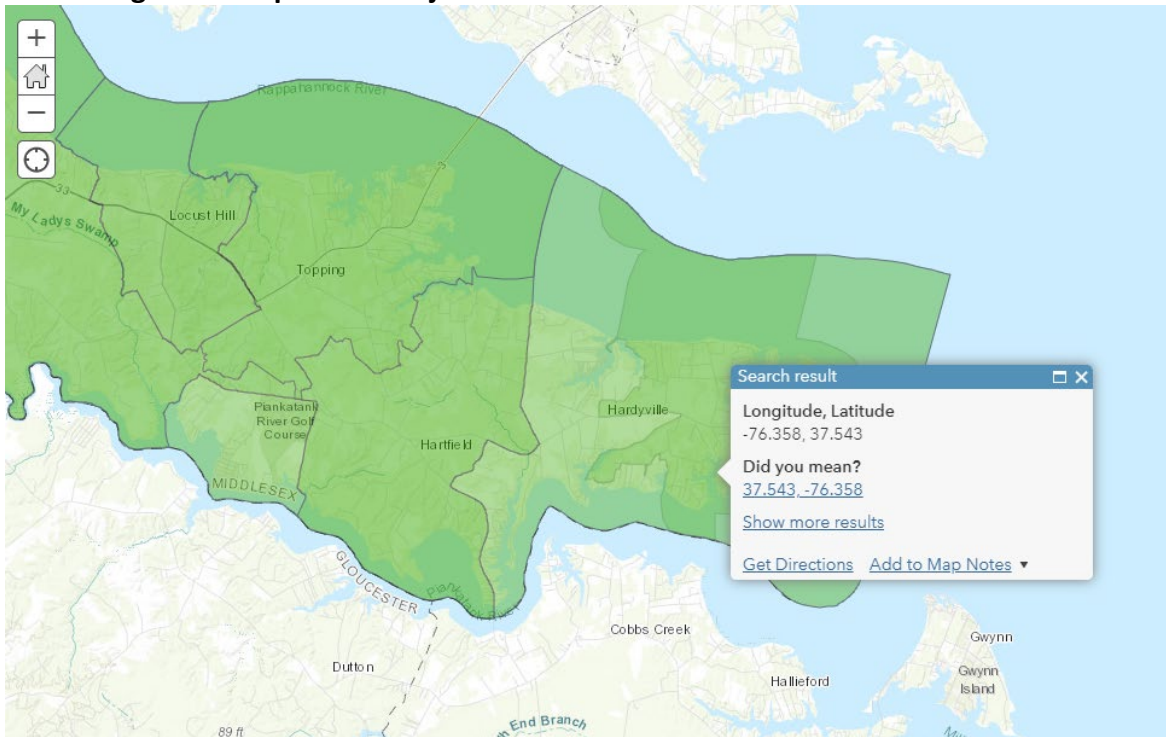 +
−
Rappahannock River
3
33
My Ladys Swamp
Locust Hill
Topping
Search result
Longitude, Latitude
-76.358, 37.543
Did you mean?
37.543, -76.358
Show more results
Get Directions Add to Map Notes
Hardyville
Piankatank
River Golf
Course
Hartfield
MIDDLESEX
GLOUCESTER
Piankatank River
Cobbs Creek
Gwynn
Dutton
Hallieford
Gwynn
Island
End Branch
89 ft